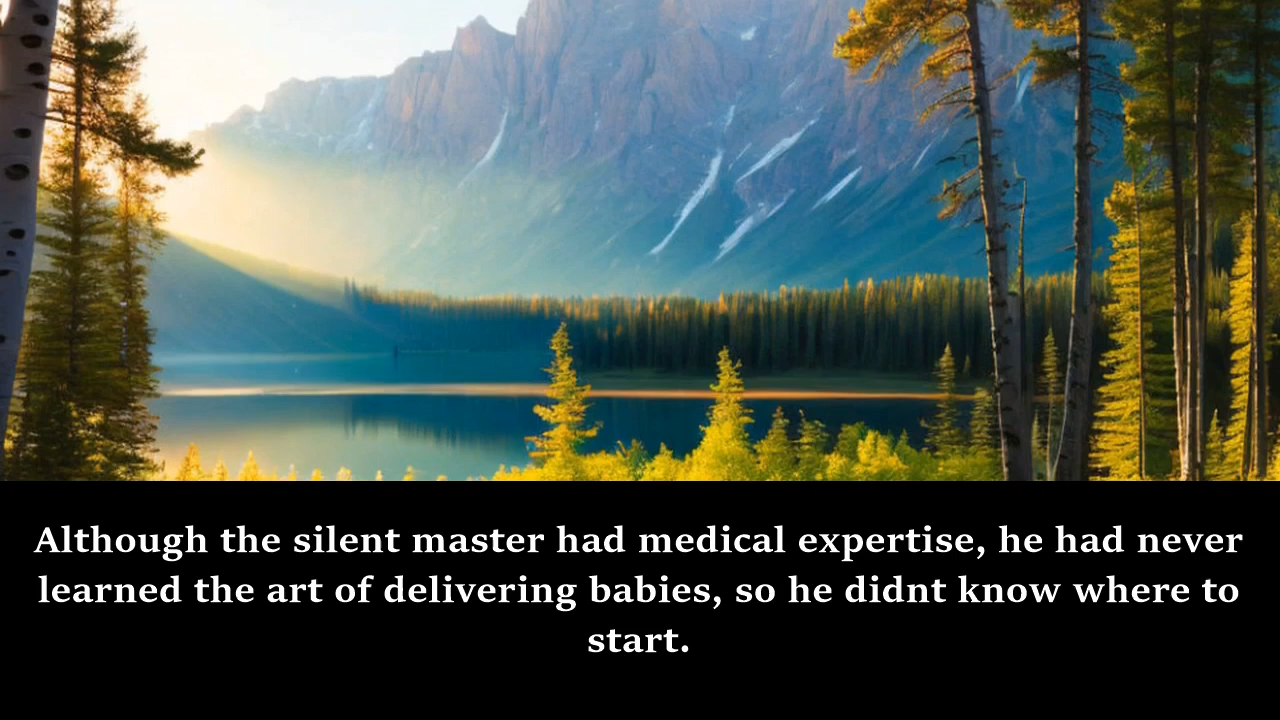 Although the silent master had medical expertise, he had never
learned the art of delivering babies, so he didnt know where to
start.